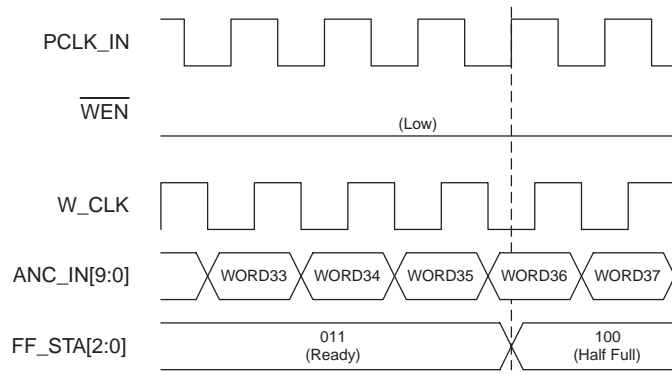 PCLK_IN
WEN
(Low)
W_CLK
ANC_IN[9:0]
WORD33
WORD34
WORD35
WORD36
WORD37
FF_STA[2:0]
011
(Ready)
100
(Half Full)